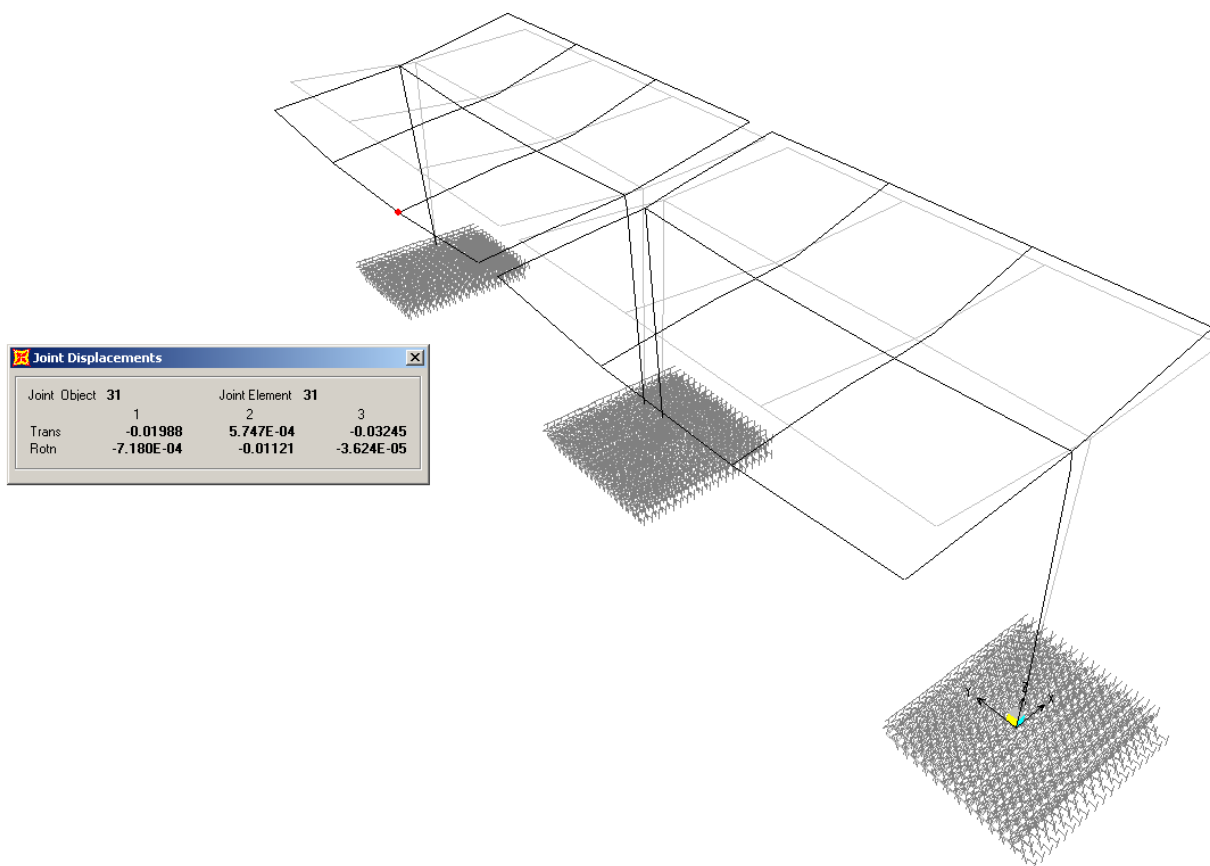 Joint Displacements
Joint Object 31 Joint Element 31
1 2 3
Trans -0.01988 5.747E-04 -0.03245
Rotn -7.180E-04 -0.01121 -3.624E-05
Y Z X